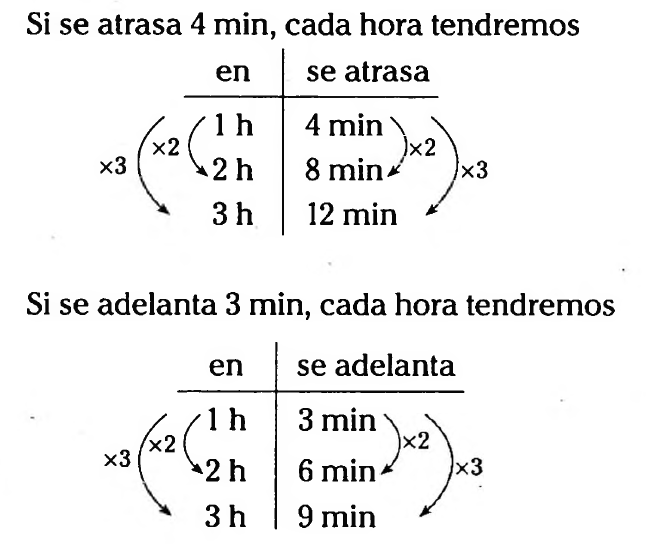 Si se atrasa 4 min, cada hora tendremos
en se atrasa
1 h 4 min
×2 ×2
×3 2 h 8 min ×3
3 h 12 min
Si se adelanta 3 min, cada hora tendremos
en se adelanta
1 h 3 min
×2 ×2
×3 2 h 6 min ×3
3 h 9 min